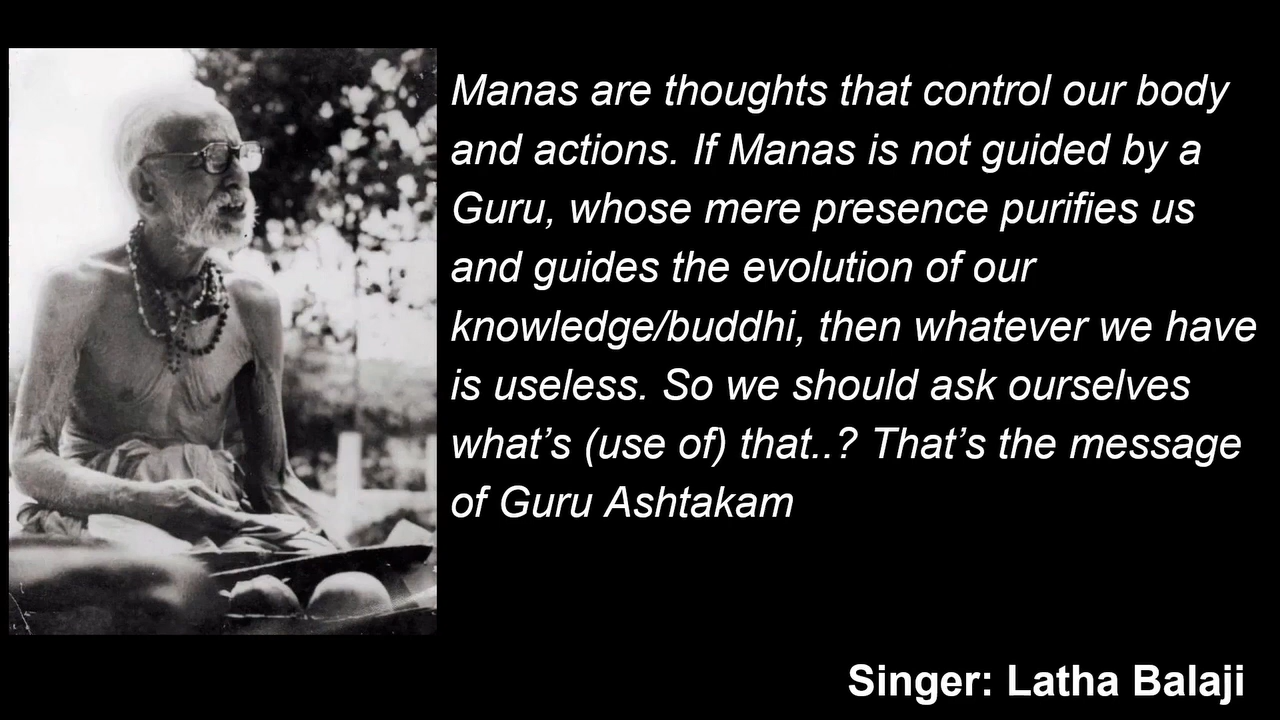 Manas are thoughts that control our body
and actions. If Manas is not guided by a
Guru, whose mere presence purifies us
and guides the evolution of our
knowledge/buddhi, then whatever we have
is useless. So we should ask ourselves
what’s (use of) that..? That’s the message
of Guru Ashtakam
Singer: Latha Balaji